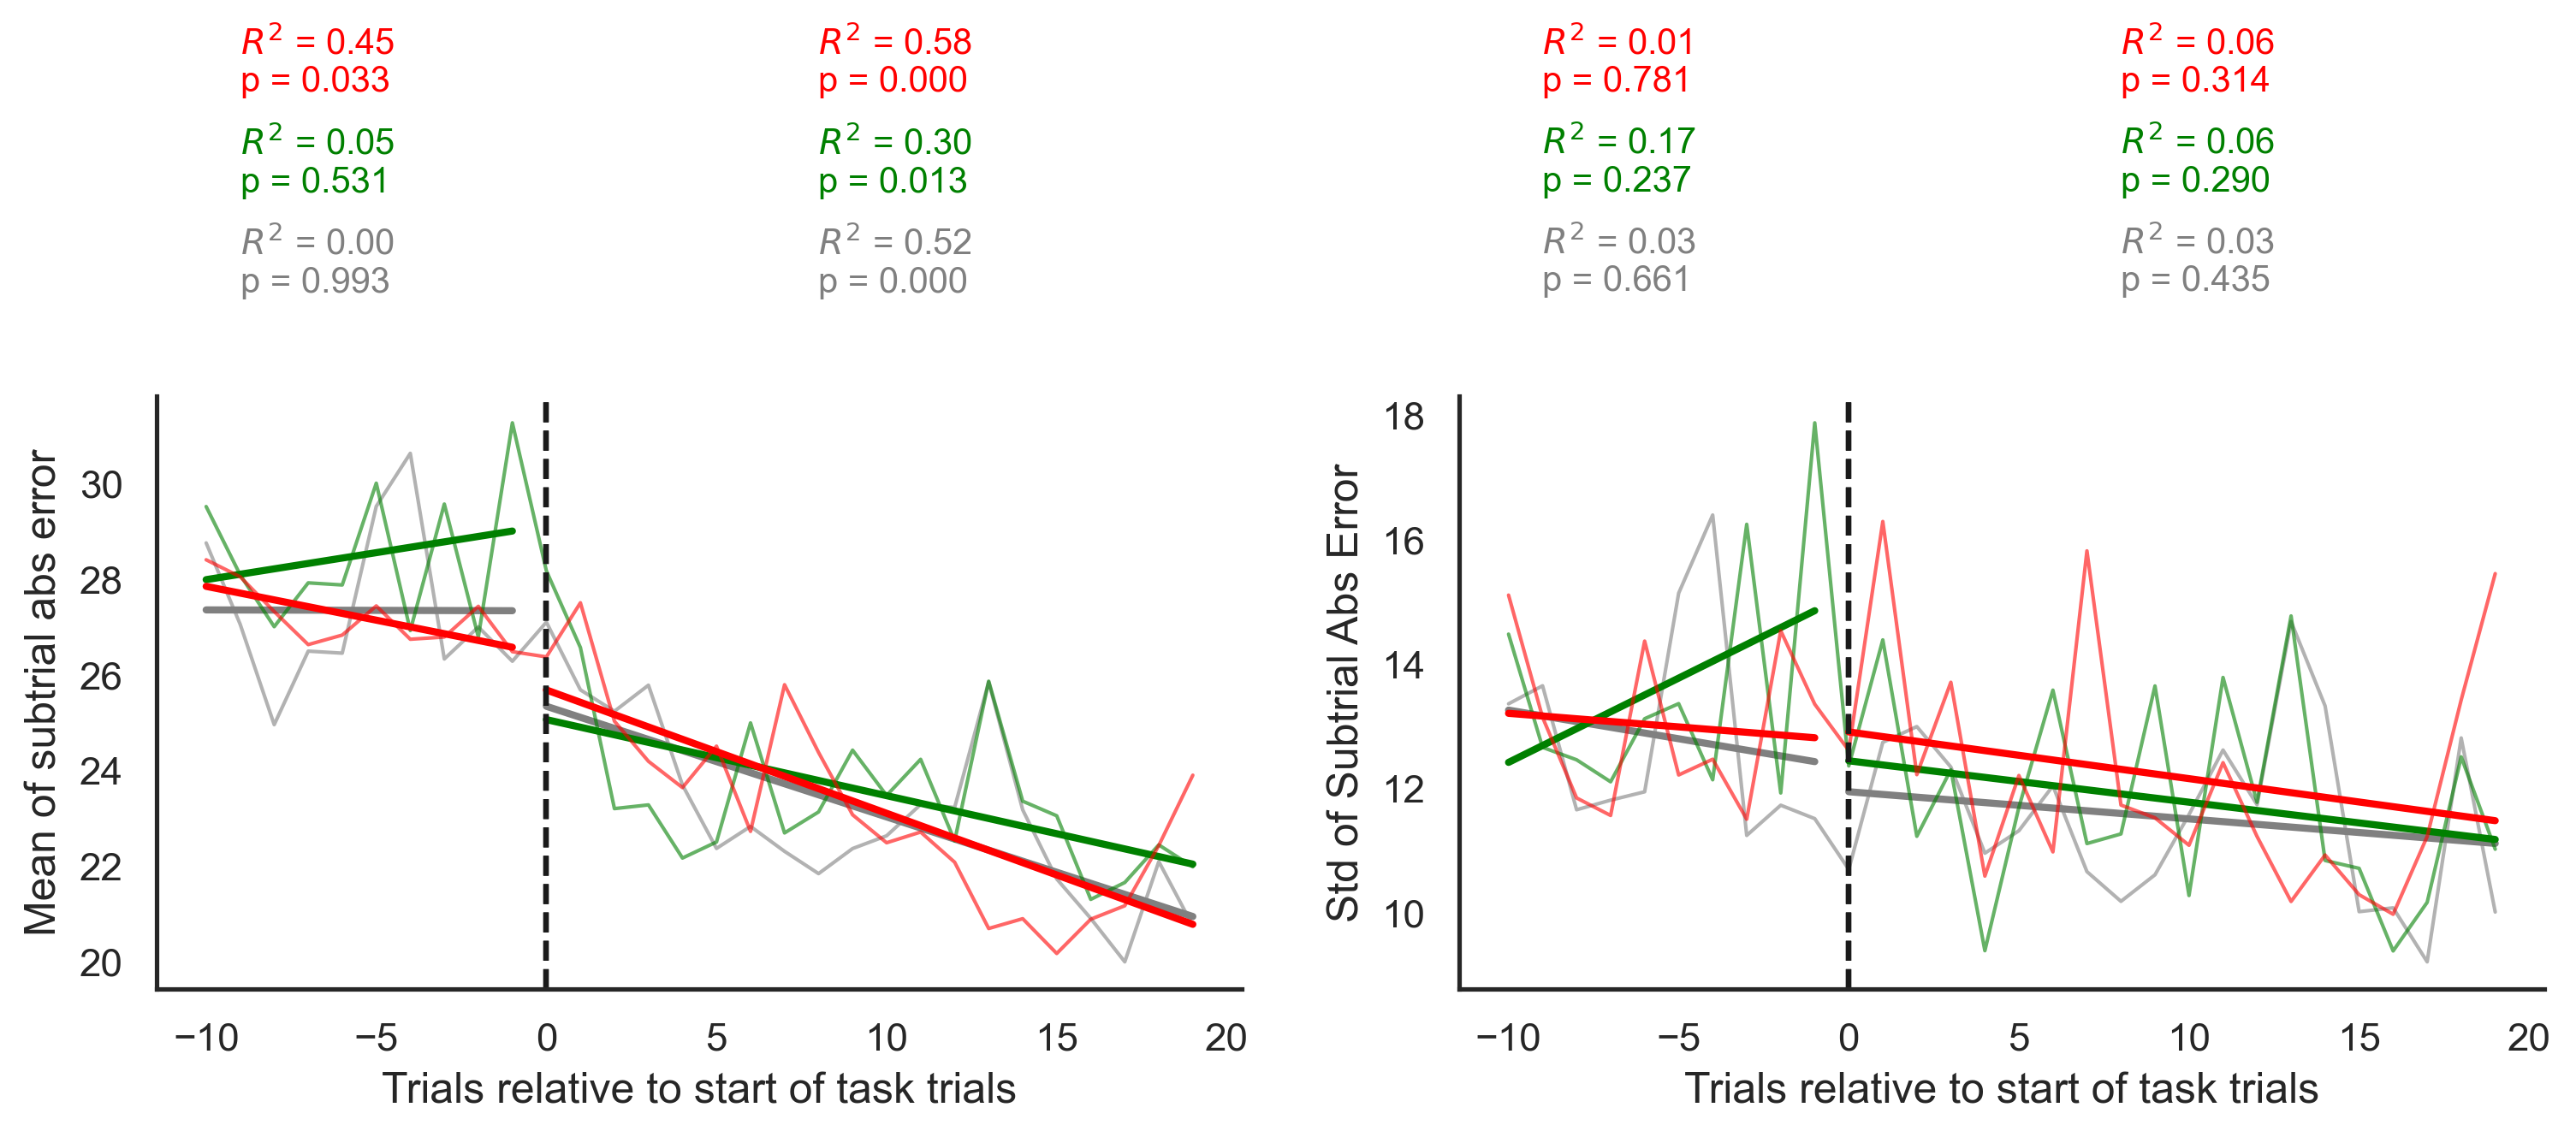 R² = 0.45
p = 0.033
R² = 0.05
p = 0.531
R² = 0.00
p = 0.993
R² = 0.58
p = 0.000
R² = 0.30
p = 0.013
R² = 0.52
p = 0.000
Mean of subtrial abs error
30
28
26
24
22
20
−10 −5 0 5 10 15 20
Trials relative to start of task trials
R² = 0.01
p = 0.781
R² = 0.17
p = 0.237
R² = 0.03
p = 0.661
R² = 0.06
p = 0.314
R² = 0.06
p = 0.290
R² = 0.03
p = 0.435
Std of Subtrial Abs Error
18
16
14
12
10
−10 −5 0 5 10 15 20
Trials relative to start of task trials